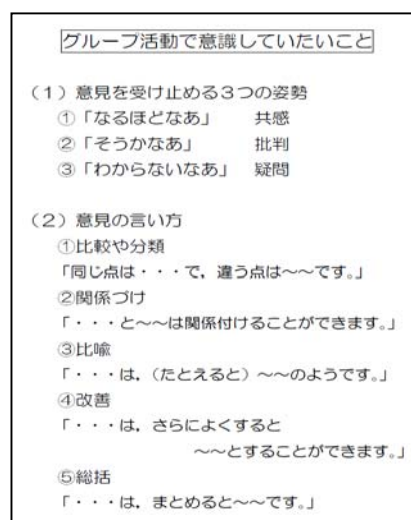 グループ活動で意識していたいこと
（1）意見を受け止める３つの姿勢
①「なるほどなあ」　共感
②「そうかなあ」　批判
③「わからないなあ」　疑問
（2）意見の言い方
①比較や分類
「同じ点は・・・で，違う点は～～です。」
②関係づけ
「・・・と～～は関係付けることができます。」
③比喩
「・・・は，（たとえると）～～のようです。」
④改善
「・・・は，さらによくすると
～～とすることができます。」
⑤総括
「・・・は，まとめると～～です。」